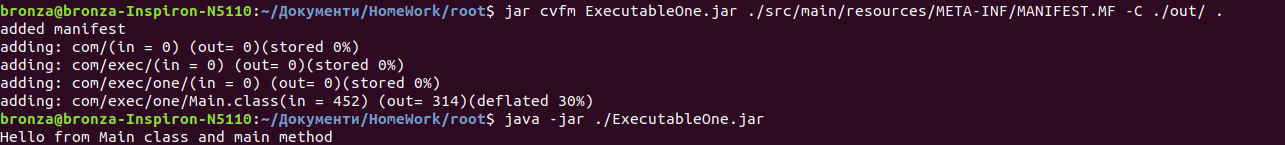 bronza@bronza-Inspiron-N5110:~/Документи/HomeWork/root$ jar cvfm ExecutableOne.jar ./src/main/resources/META-INF/MANIFEST.MF -C ./out/ .
added manifest
adding: com/(in = 0) (out= 0)(stored 0%)
adding: com/exec/(in = 0) (out= 0)(stored 0%)
adding: com/exec/one/(in = 0) (out= 0)(stored 0%)
adding: com/exec/one/Main.class(in = 452) (out= 314)(deflated 30%)
bronza@bronza-Inspiron-N5110:~/Документи/HomeWork/root$ java -jar ./ExecutableOne.jar
Hello from Main class and main method